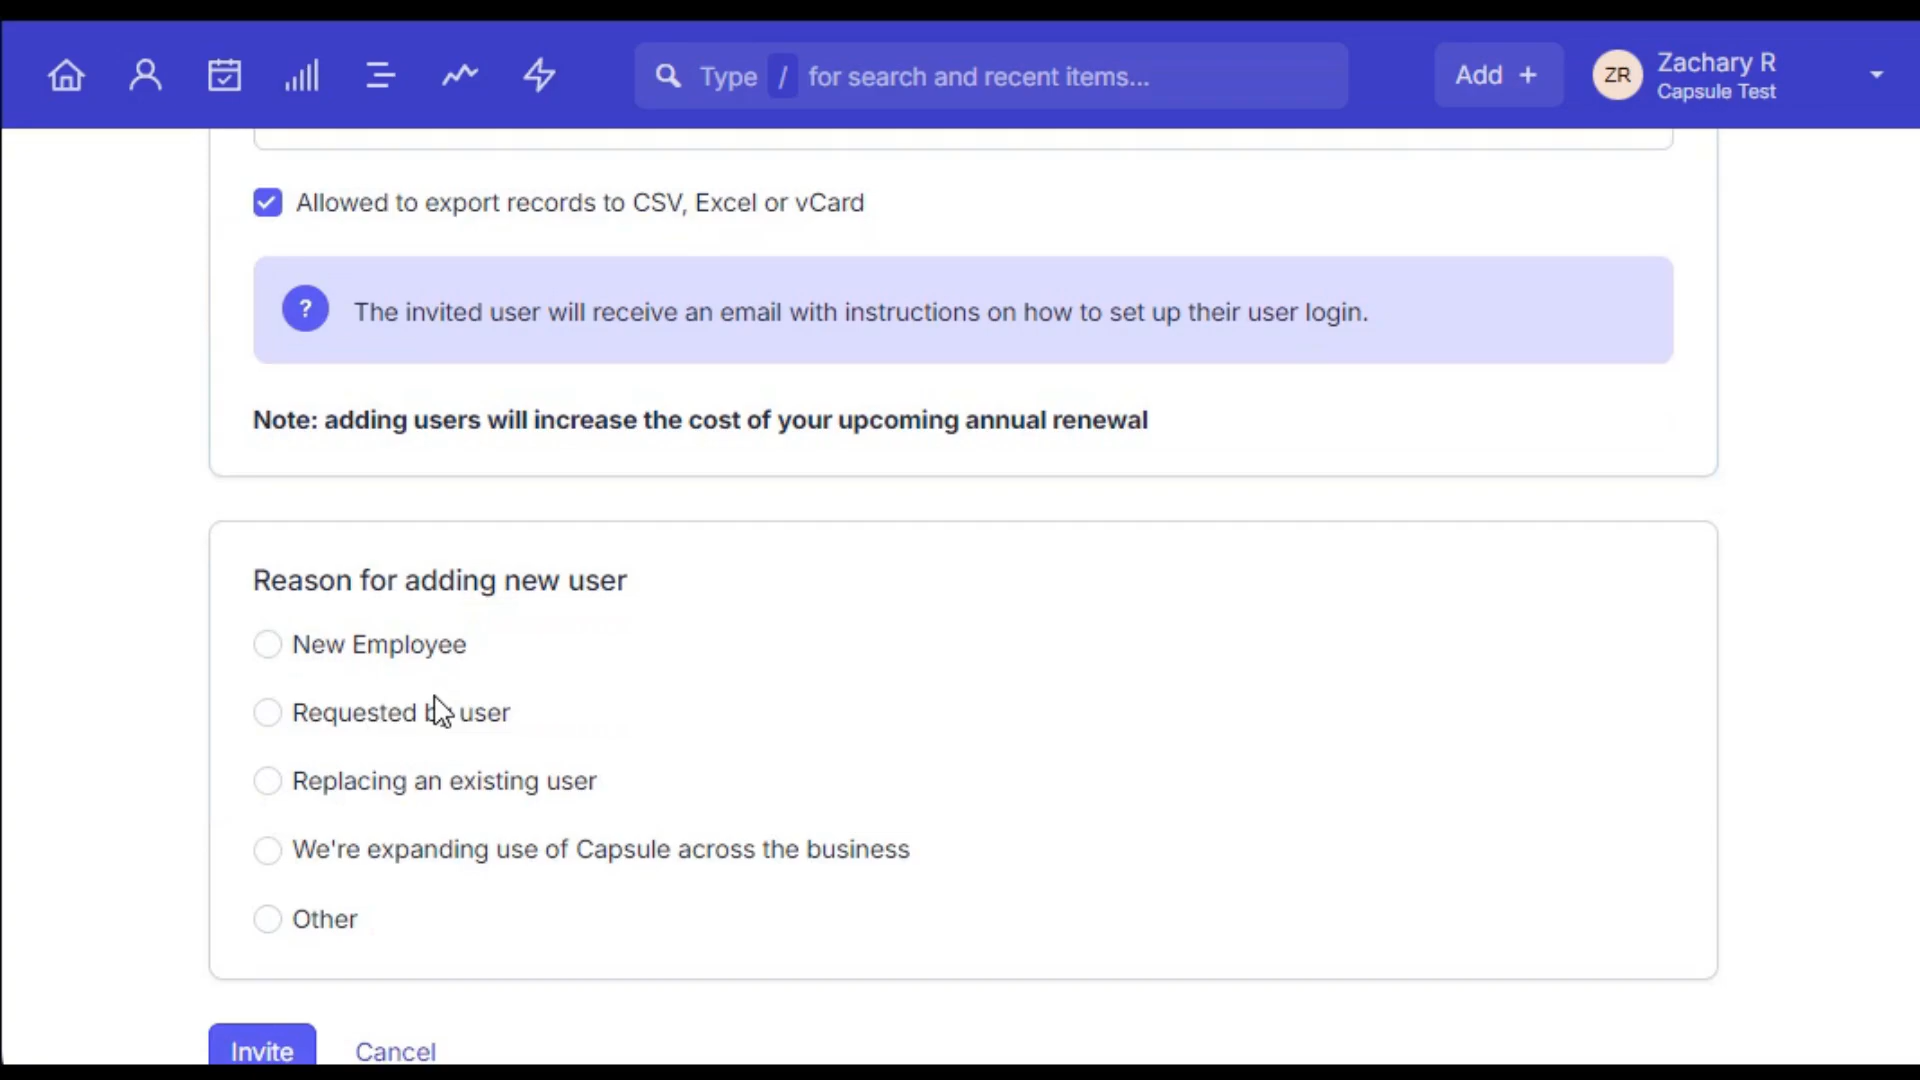 Type / for search and recent items...
Add +
ZR
Zachary R
Capsule Test
Allowed to export records to CSV, Excel or vCard
? The invited user will receive an email with instructions on how to set up their user login.
Note: adding users will increase the cost of your upcoming annual renewal
Reason for adding new user
New Employee
Requested by user
Replacing an existing user
We're expanding use of Capsule across the business
Other
Invite
Cancel